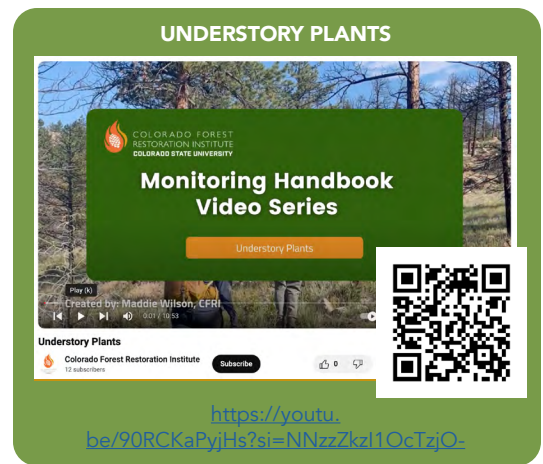 UNDERSTORY PLANTS
COLORADO FOREST
RESTORATION INSTITUTE
COLORADO STATE UNIVERSITY
Monitoring Handbook
Video Series
Understory Plants
Play (k)
Created by: Maddie Wilson, CFRI
0:01 / 10:53
Understory Plants
Colorado Forest Restoration Institute
12 subscribers
Subscribe
0
https://youtu.
be/90RCKaPyjHs?si=NNzzZkzI1OcTzjO-